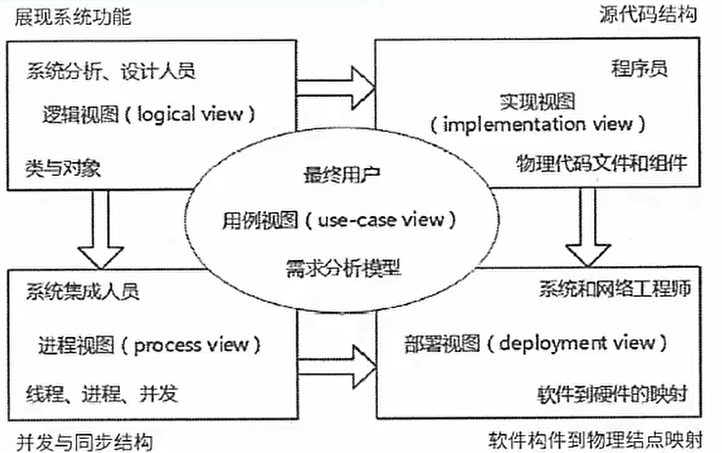 展现系统功能
源代码结构
系统分析、设计人员
逻辑视图（logical view）
类与对象
程序员
实现视图
（implementation view）
物理代码文件和组件
最终用户
用例视图（use-case view）
需求分析模型
系统集成人员
进程视图（process view）
线程、进程、并发
系统和网络工程师
部署视图（deployment view）
软件到硬件的映射
并发与同步结构
软件构件到物理结点映射